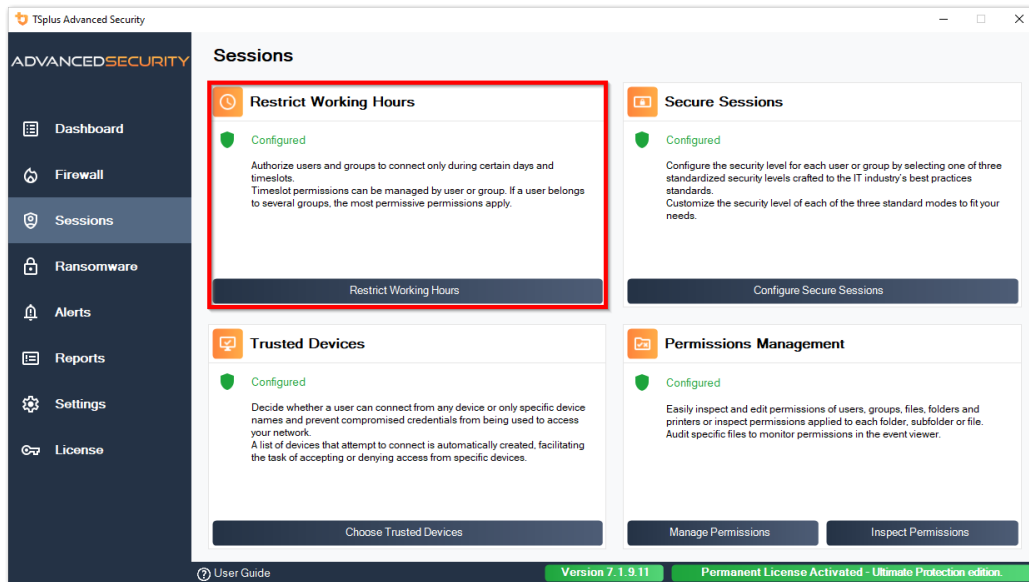 TSplus Advanced Security
ADVANCEDSECURITY
Dashboard
Firewall
Sessions
Ransomware
Alerts
Reports
Settings
License
Sessions
Restrict Working Hours
Configured
Authorize users and groups to connect only during certain days and
timeslots.
Timeslot permissions can be managed by user or group. If a user belongs
to several groups, the most permissive permissions apply.
Restrict Working Hours
Secure Sessions
Configured
Configure the security level for each user or group by selecting one of three
standardized security levels crafted to the IT industry's best practices
standards.
Customize the security level of each of the three standard modes to fit your
needs.
Configure Secure Sessions
Trusted Devices
Configured
Decide whether a user can connect from any device or only specific device
names and prevent compromised credentials from being used to access
your network.
A list of devices that attempt to connect is automatically created, facilitating
the task of accepting or denying access from specific devices.
Choose Trusted Devices
Permissions Management
Configured
Easily inspect and edit permissions of users, groups, files, folders and
printers or inspect permissions applied to each folder, subfolder or file.
Audit specific files to monitor permissions in the event viewer.
Manage Permissions
Inspect Permissions
User Guide
Version 7.1.9.11
Permanent License Activated - Ultimate Protection edition.